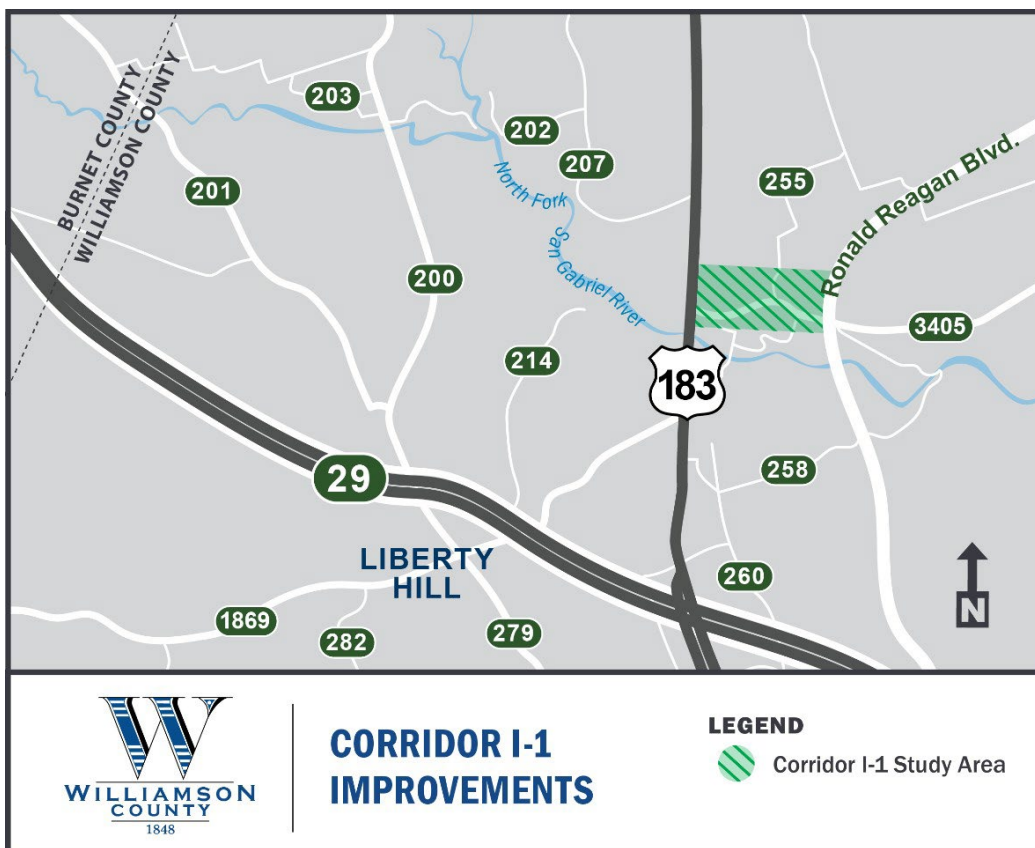 BURNET COUNTY
WILLIAMSON COUNTY
203
202
207
201
North Fork
San Gabriel River
255
Ronald Reagan Blvd.
200
3405
214
183
29
258
LIBERTY
HILL
260
1869
282
279
N
WILLIAMSON
COUNTY
1848
CORRIDOR I-1
IMPROVEMENTS
LEGEND
Corridor I-1 Study Area